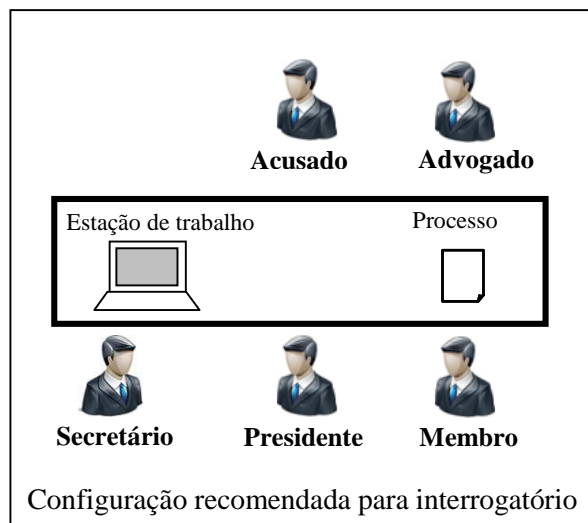 Acusado Advogado
Estação de trabalho Processo
Secretário Presidente Membro
Configuração recomendada para interrogatório